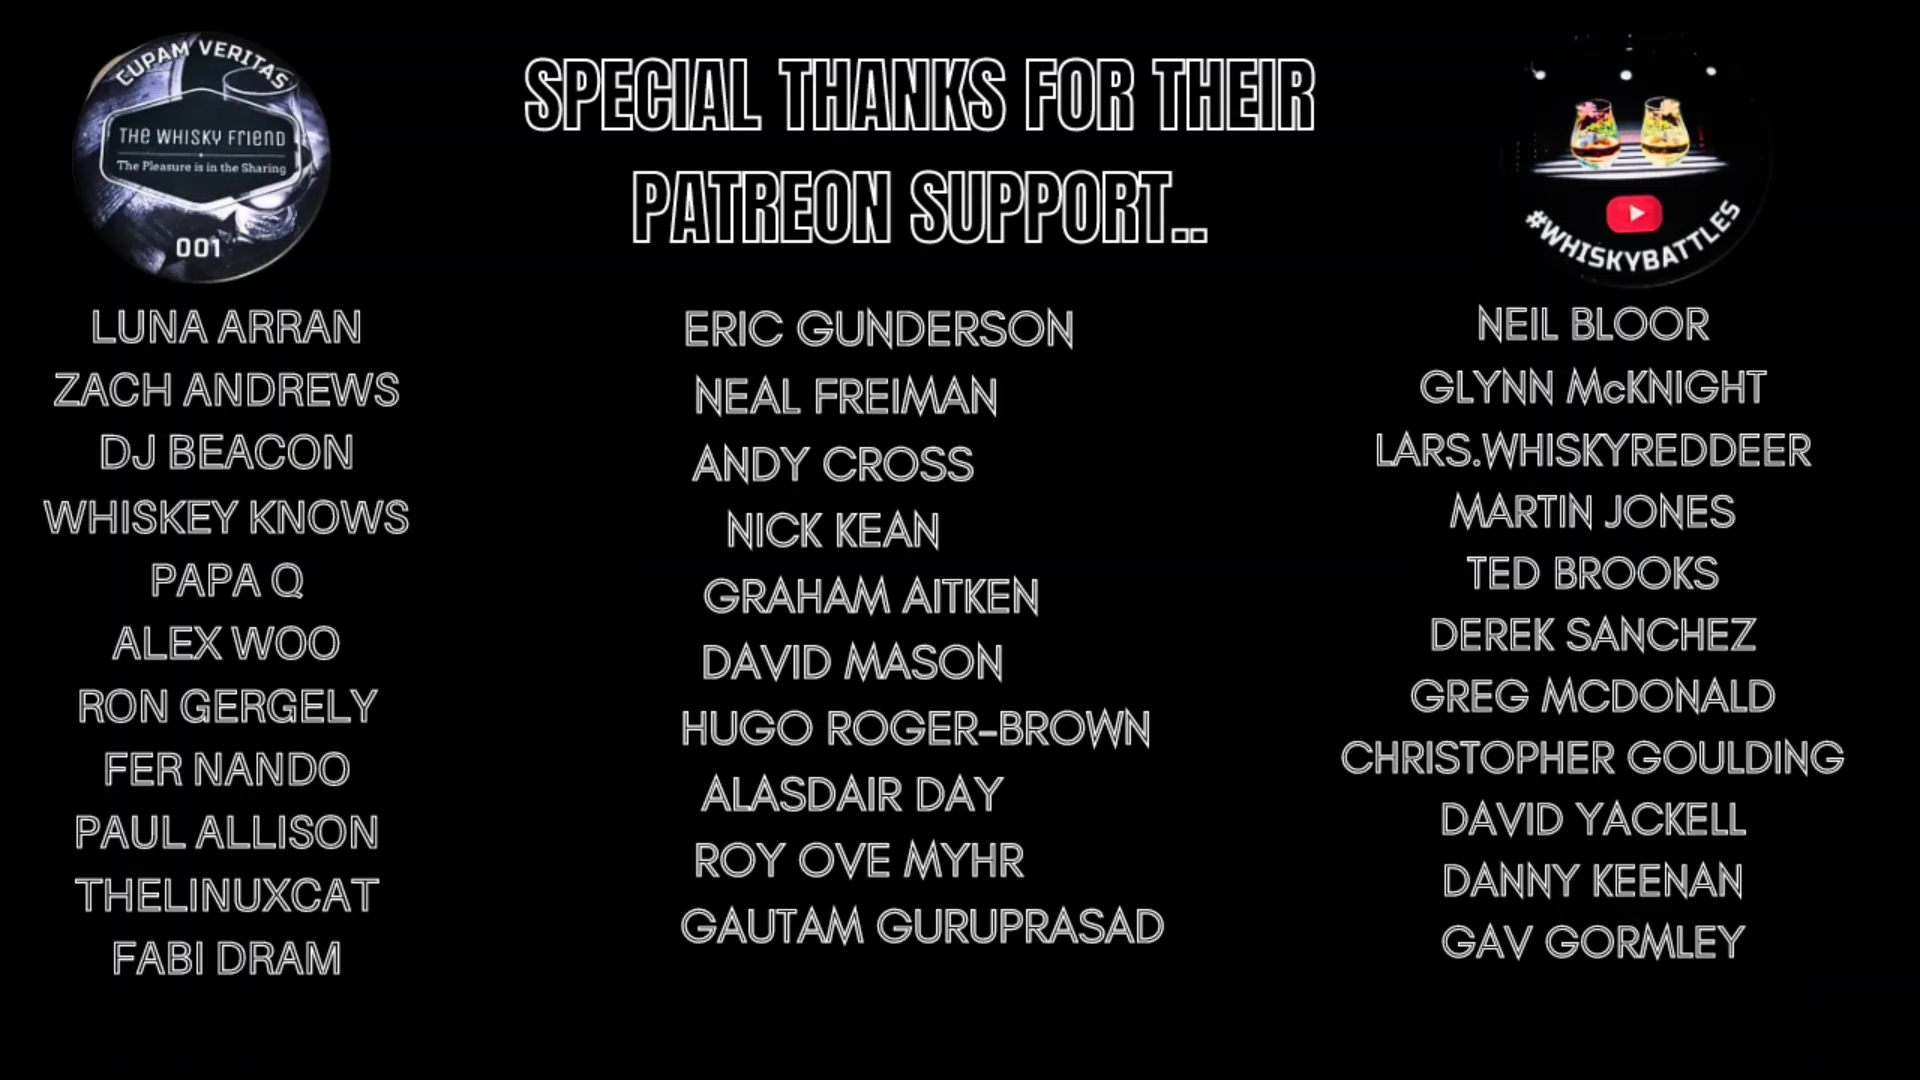 CUPAM VERITAS
THE WHISKY FRIEND
The Pleasure is in the Sharing
001
SPECIAL THANKS FOR THEIR
PATREON SUPPORT..
#WHISKYBATTLES
LUNA ARRAN
ZACH ANDREWS
DJ BEACON
WHISKEY KNOWS
PAPA Q
ALEX WOO
RON GERGELY
FER NANDO
PAUL ALLISON
THELINUXCAT
FABI DRAM
ERIC GUNDERSON
NEAL FREIMAN
ANDY CROSS
NICK KEAN
GRAHAM AITKEN
DAVID MASON
HUGO ROGER-BROWN
ALASDAIR DAY
ROY OVE MYHR
GAUTAM GURUPRASAD
NEIL BLOOR
GLYNN McKNIGHT
LARS.WHISKYREDDEER
MARTIN JONES
TED BROOKS
DEREK SANCHEZ
GREG MCDONALD
CHRISTOPHER GOULDING
DAVID YACKELL
DANNY KEENAN
GAV GORMLEY